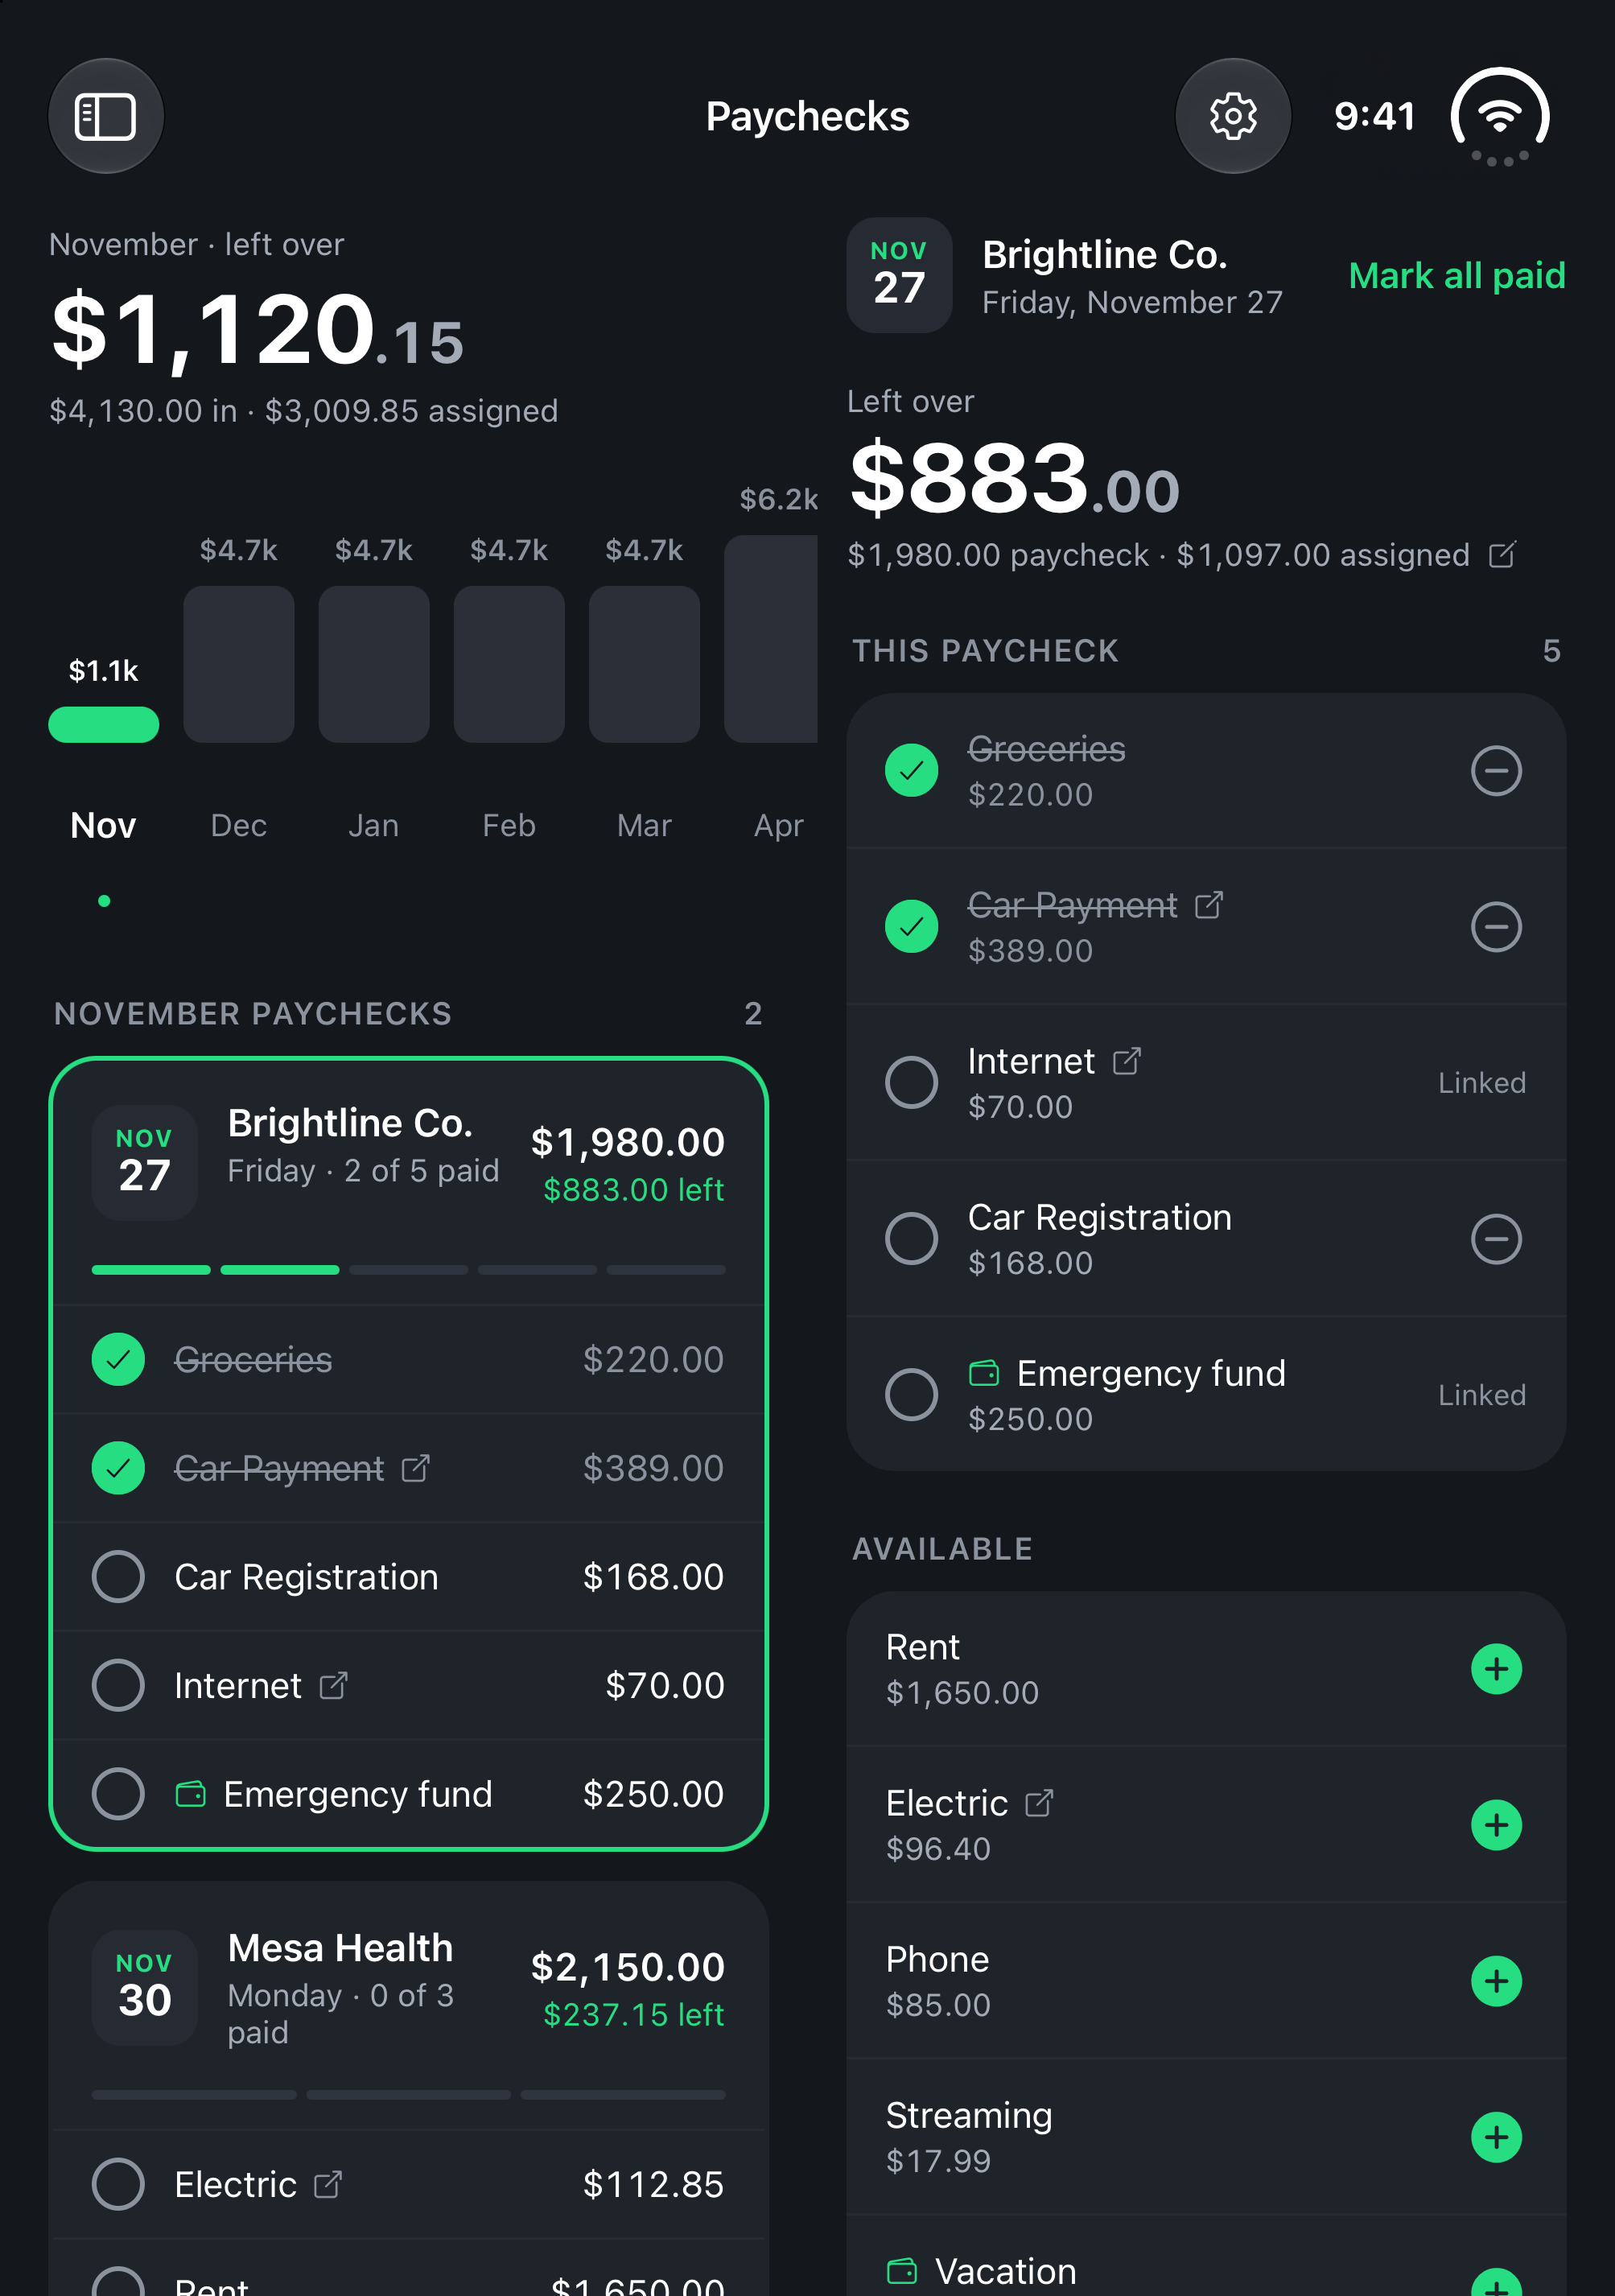 Paychecks
9:41
November · left over
$1,120.15
$4,130.00 in · $3,009.85 assigned
$1.1k
$4.7k
$4.7k
$4.7k
$4.7k
$6.2k
Nov
Dec
Jan
Feb
Mar
Apr
NOVEMBER PAYCHECKS
2
NOV
27
Brightline Co.
Friday · 2 of 5 paid
$1,980.00
$883.00 left
Groceries
$220.00
Car Payment
$389.00
Car Registration
$168.00
Internet
$70.00
Emergency fund
$250.00
NOV
30
Mesa Health
Monday · 0 of 3
paid
$2,150.00
$237.15 left
Electric
$112.85
Rent
$1,650.00
NOV
27
Brightline Co.
Friday, November 27
Mark all paid
Left over
$883.00
$1,980.00 paycheck · $1,097.00 assigned
THIS PAYCHECK
5
Groceries
$220.00
Car Payment
$389.00
Internet
$70.00
Linked
Car Registration
$168.00
Emergency fund
$250.00
Linked
AVAILABLE
Rent
$1,650.00
Electric
$96.40
Phone
$85.00
Streaming
$17.99
Vacation